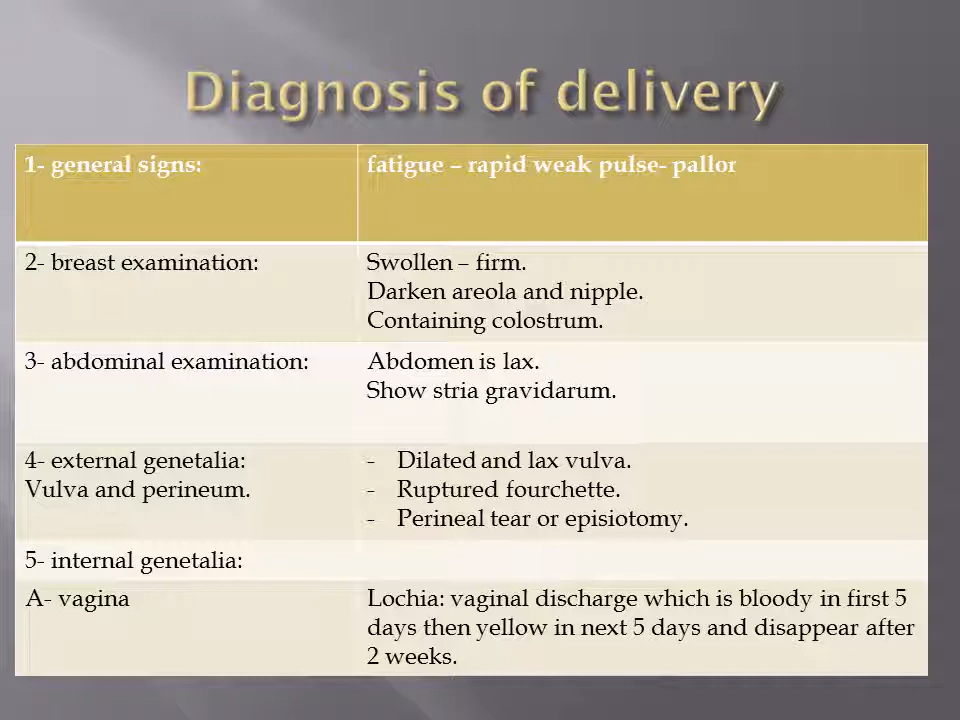 Diagnosis of delivery
1- general signs:
fatigue – rapid weak pulse- pallor
2- breast examination:
Swollen – firm.
Darken areola and nipple.
Containing colostrum.
3- abdominal examination:
Abdomen is lax.
Show stria gravidarum.
4- external genetalia:
Vulva and perineum.
- Dilated and lax vulva.
- Ruptured fourchette.
- Perineal tear or episiotomy.
5- internal genetalia:
A- vagina
Lochia: vaginal discharge which is bloody in first 5
days then yellow in next 5 days and disappear after
2 weeks.